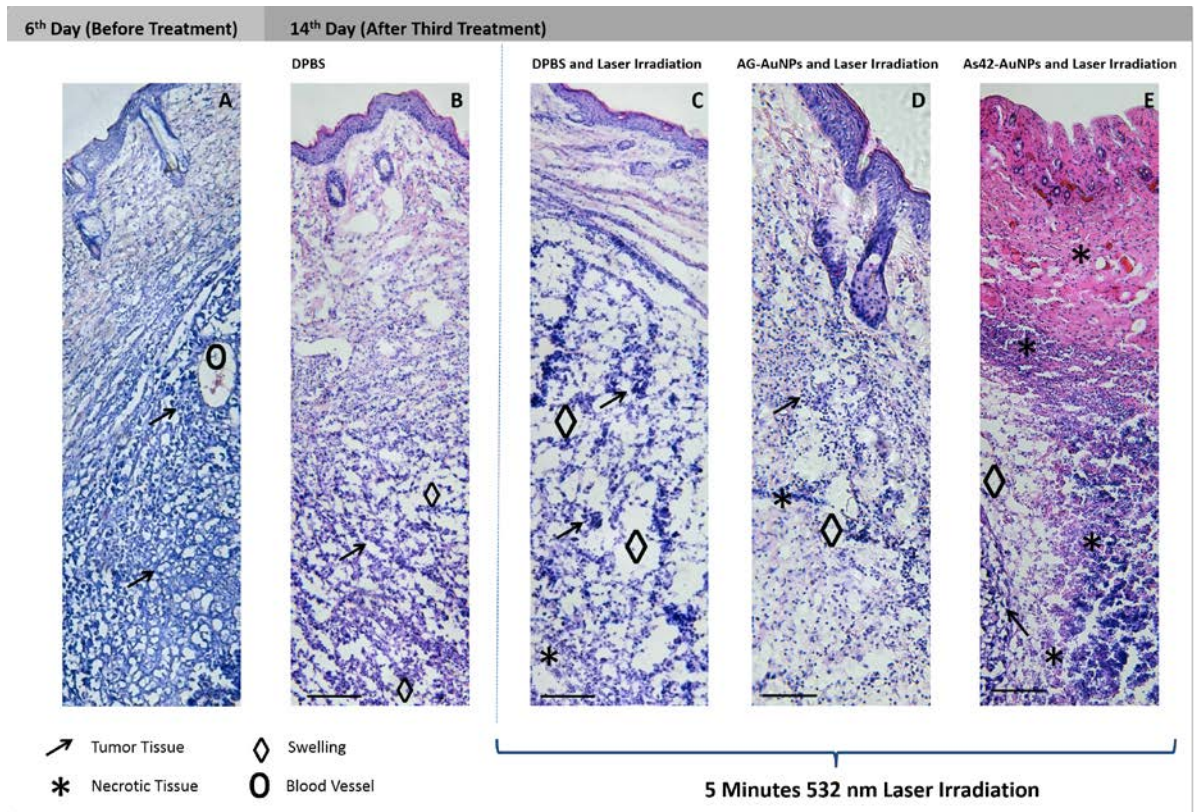 6th Day (Before Treatment)
14th Day (After Third Treatment)
DPBS
DPBS and Laser Irradiation
AG-AuNPs and Laser Irradiation
As42-AuNPs and Laser Irradiation
A
B
C
D
E
Tumor Tissue
Swelling
Necrotic Tissue
Blood Vessel
5 Minutes 532 nm Laser Irradiation